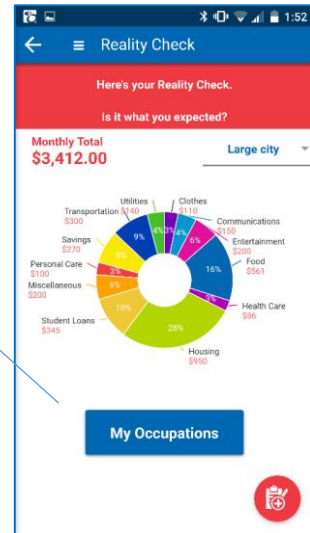 1:52
Reality Check
Here's your Reality Check.
Is it what you expected?
Monthly Total
$3,412.00
Large city
Utilities
$140
Clothes
$110
Transportation
$300
Communications
$150
Savings
$270
Entertainment
$200
Personal Care
$100
Food
$561
Miscellaneous
$200
Health Care
$86
Student Loans
$345
Housing
$950
4%
3%
4%
9%
6%
8%
16%
3%
6%
3%
10%
28%
My Occupations